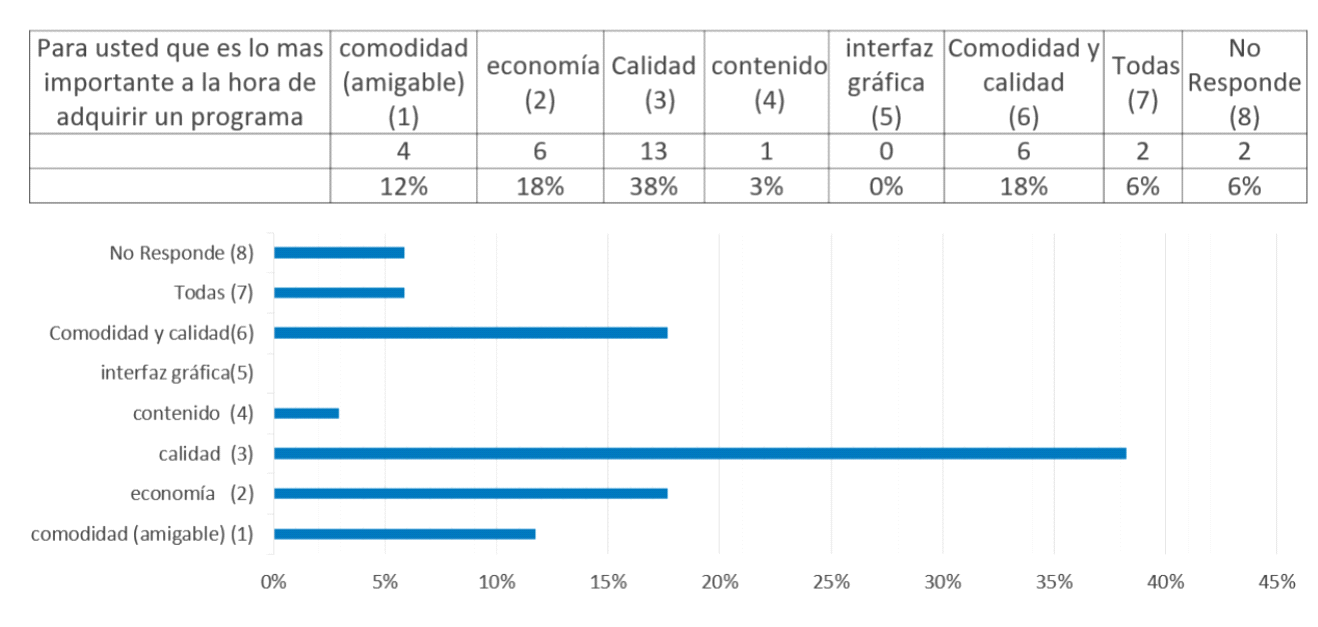 Para usted que es lo mas
importante a la hora de
adquirir un programa
comodidad
(amigable)
(1)
economía
(2)
Calidad
(3)
contenido
(4)
interfaz
gráfica
(5)
Comodidad y
calidad
(6)
Todas
(7)
No
Responde
(8)
4 6 13 1 0 6 2 2
12% 18% 38% 3% 0% 18% 6% 6%
No Responde (8)
Todas (7)
Comodidad y calidad(6)
interfaz gráfica(5)
contenido (4)
calidad (3)
economía (2)
comodidad (amigable) (1)
0% 5% 10% 15% 20% 25% 30% 35% 40% 45%